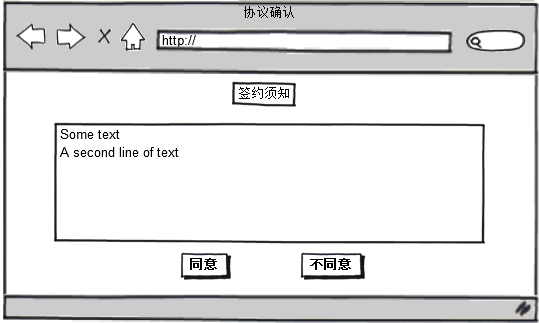 协议确认
http://
签约须知
Some text
A second line of text
同意
不同意